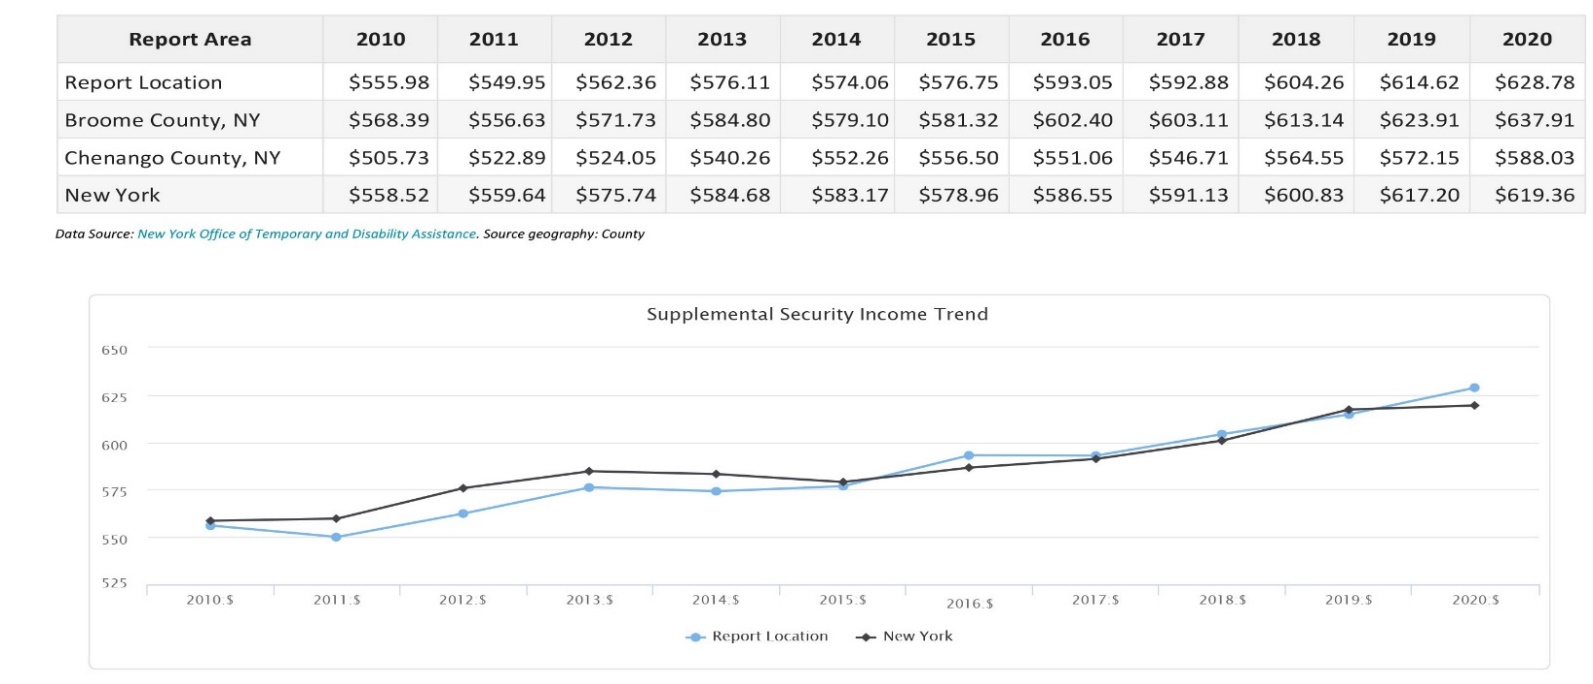 Report Area 2010 2011 2012 2013 2014 2015 2016 2017 2018 2019 2020
Report Location $555.98 $549.95 $562.36 $576.11 $574.06 $576.75 $593.05 $592.88 $604.26 $614.62 $628.78
Broome County, NY $568.39 $556.63 $571.73 $584.80 $579.10 $581.32 $602.40 $603.11 $613.14 $623.91 $637.91
Chenango County, NY $505.73 $522.89 $524.05 $540.26 $552.26 $556.50 $551.06 $546.71 $564.55 $572.15 $588.03
New York $558.52 $559.64 $575.74 $584.68 $583.17 $578.96 $586.55 $591.13 $600.83 $617.20 $619.36
Data Source: New York Office of Temporary and Disability Assistance. Source geography: County
Supplemental Security Income Trend
650
625
600
575
550
525
2010.$ 2011.$ 2012.$ 2013.$ 2014.$ 2015.$ 2016.$ 2017.$ 2018.$ 2019.$ 2020.$
Report Location New York